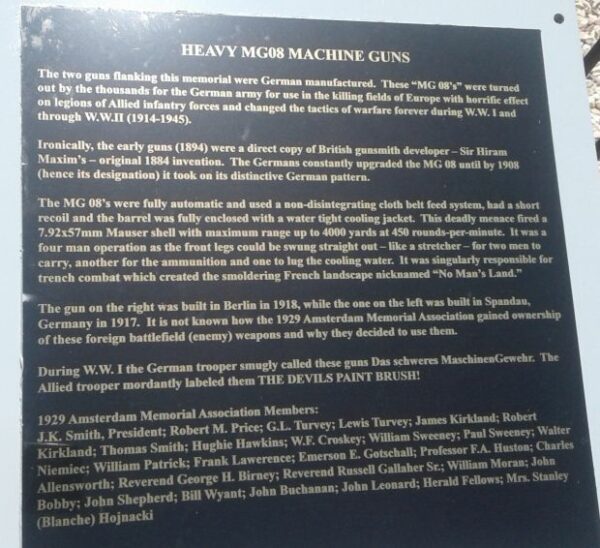 HEAVY MG08 MACHINE GUNS
The two guns flanking this memorial were German manufactured. These "MG 08's" were turned
out by the thousands for the German army for use in the killing fields of Europe with horrific effect
on legions of Allied infantry forces and changed the tactics of warfare forever during W.W. I and
through W.W.II (1914-1945).
Ironically, the early guns (1894) were a direct copy of British gunsmith developer – Sir Hiram
Maxim's – original 1884 invention. The Germans constantly upgraded the MG 08 until by 1908
(hence its designation) it took on its distinctive German pattern.
The MG 08's were fully automatic and used a non-disintegrating cloth belt feed system, had a short
recoil and the barrel was fully enclosed with a water tight cooling jacket. This deadly menace fired a
7.92x57mm Mauser shell with maximum range up to 4000 yards at 450 rounds-per-minute. It was a
four man operation as the front legs could be swung straight out – like a stretcher – for two men to
carry, another for the ammunition and one to lug the cooling water. It was singularly responsible for
trench combat which created the smoldering French landscape nicknamed "No Man's Land."
The gun on the right was built in Berlin in 1918, while the one on the left was built in Spandau,
Germany in 1917. It is not known how the 1929 Amsterdam Memorial Association gained ownership
of these foreign battlefield (enemy) weapons and why they decided to use them.
During W.W. I the German trooper smugly called these guns Das schweres MaschinenGewehr. The
Allied trooper mordantly labeled them THE DEVILS PAINT BRUSH!
1929 Amsterdam Memorial Association Members:
J.K. Smith, President; Robert M. Price; G.L. Turvey; Lewis Turvey; James Kirkland; Robert
Kirkland; Thomas Smith; Hughie Hawkins; W.F. Croskey; William Sweeney; Paul Sweeney; Walter
Niemiec; William Patrick; Frank Lawerence; Emerson E. Gotschall; Professor F.A. Huston; Charles
Allensworth; Reverend George H. Birney; Reverend Russell Gallaher Sr.; William Moran; John
Bobby; John Shepherd; Bill Wyant; John Buchanan; John Leonard; Herald Fellows; Mrs. Stanley
(Blanche) Hojnacki